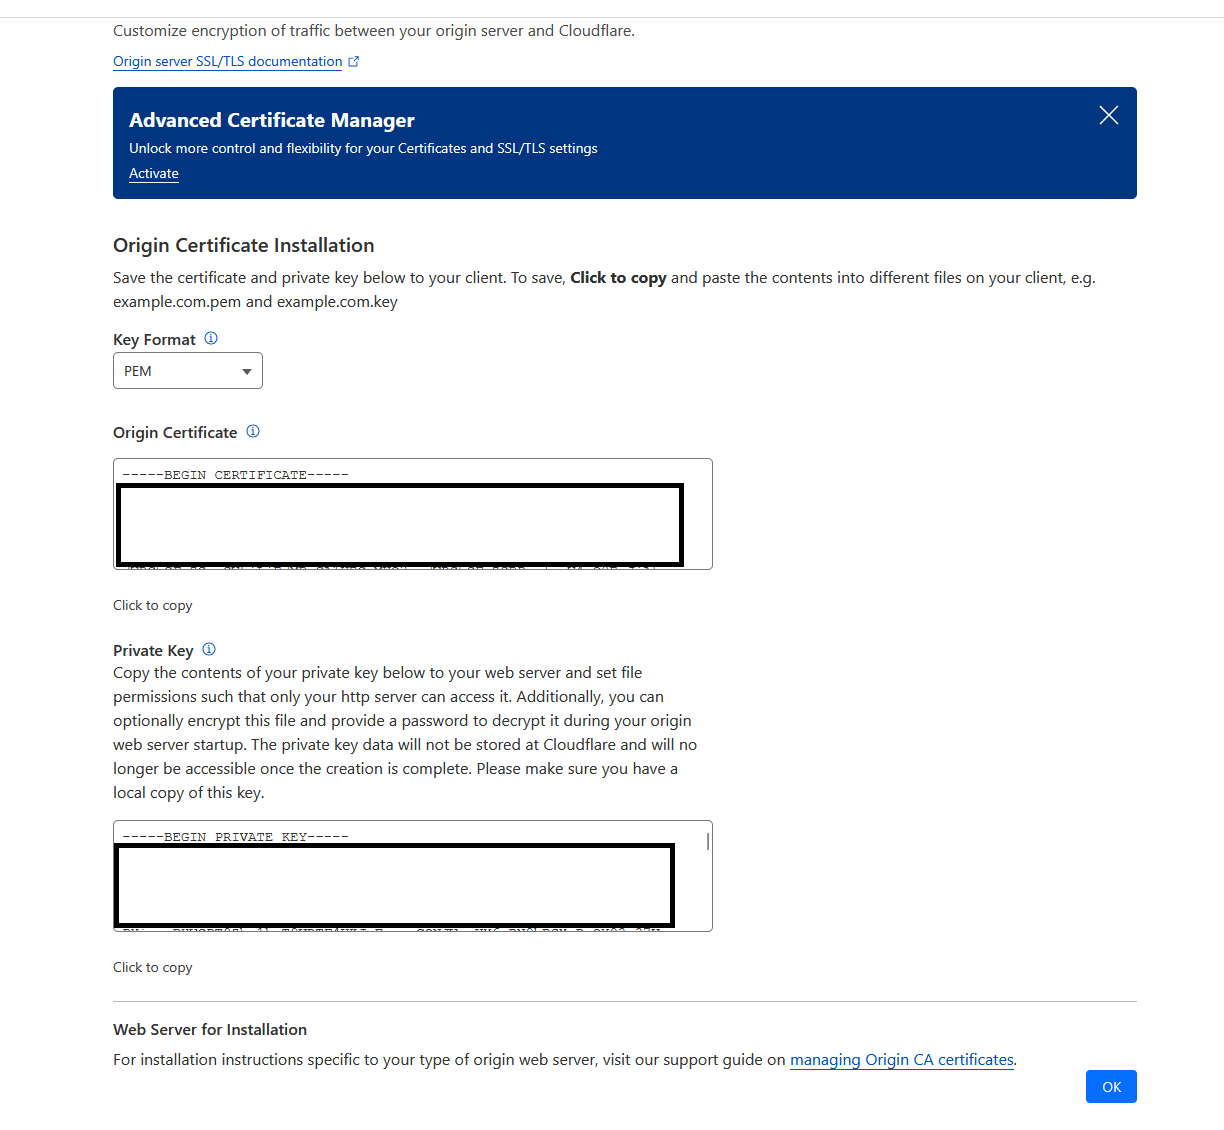 Customize encryption of traffic between your origin server and Cloudflare.
Origin server SSL/TLS documentation
Advanced Certificate Manager
Unlock more control and flexibility for your Certificates and SSL/TLS settings
Activate
Origin Certificate Installation
Save the certificate and private key below to your client. To save, Click to copy and paste the contents into different files on your client, e.g.
example.com.pem and example.com.key
Key Format
PEM
Origin Certificate
-----BEGIN CERTIFICATE-----
Click to copy
Private Key
Copy the contents of your private key below to your web server and set file
permissions such that only your http server can access it. Additionally, you can
optionally encrypt this file and provide a password to decrypt it during your origin
web server startup. The private key data will not be stored at Cloudflare and will no
longer be accessible once the creation is complete. Please make sure you have a
local copy of this key.
-----BEGIN PRIVATE KEY-----
Click to copy
Web Server for Installation
For installation instructions specific to your type of origin web server, visit our support guide on managing Origin CA certificates.
OK